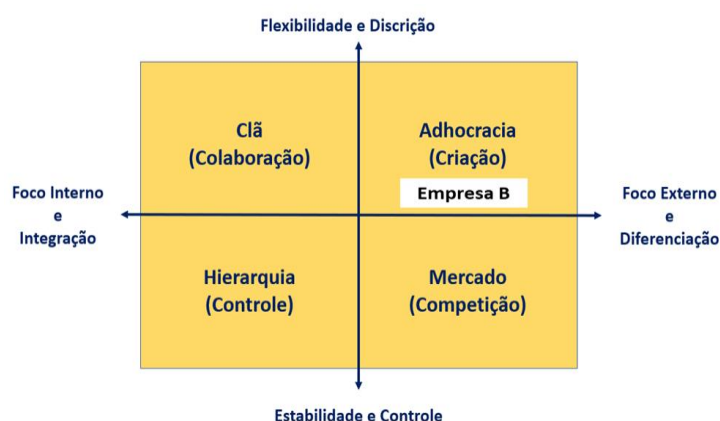 Flexibilidade e Discrição
Clã
(Colaboração)
Adhocracia
(Criação)
Empresa B
Foco Interno
e
Integração
Foco Externo
e
Diferenciação
Hierarquia
(Controle)
Mercado
(Competição)
Estabilidade e Controle